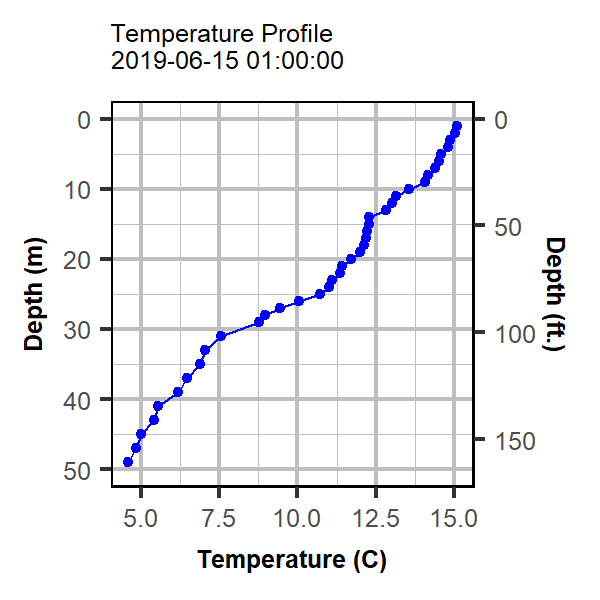 Temperature Profile
2019-06-15 01:00:00
0
10
20
30
40
50
Depth (m)
0
50
100
150
Depth (ft.)
5.0 7.5 10.0 12.5 15.0
Temperature (C)